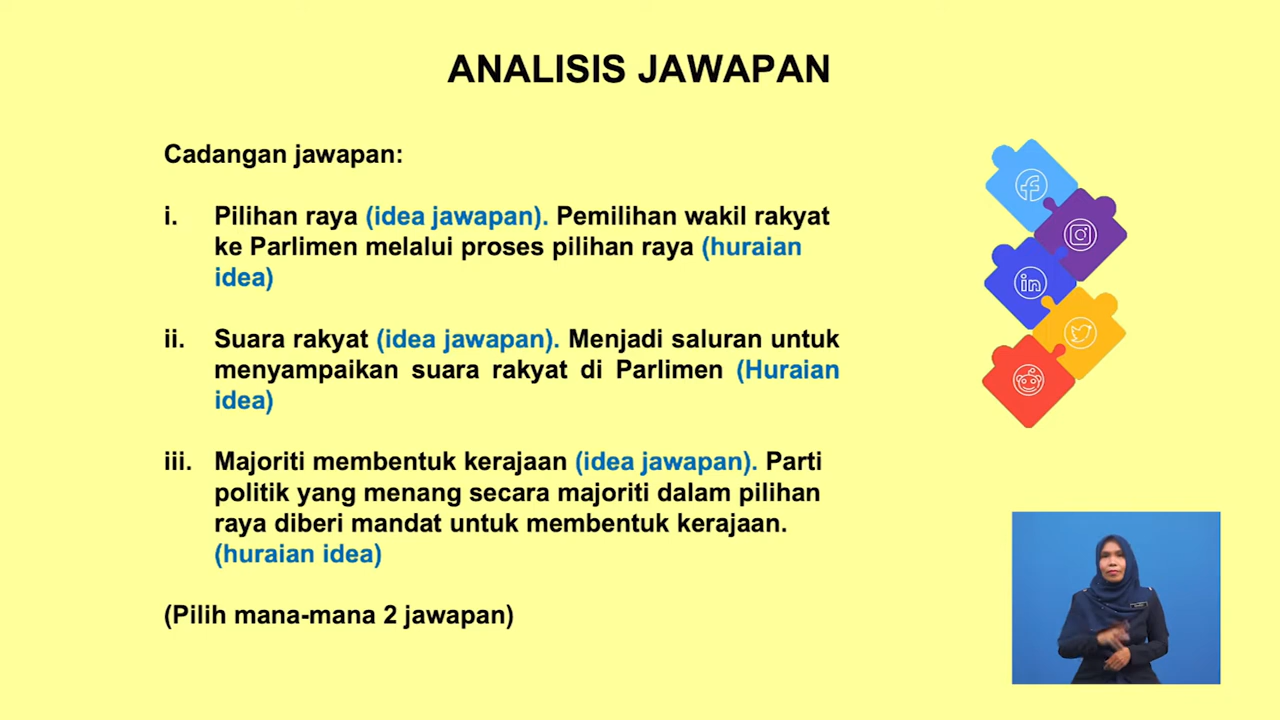 ANALISIS JAWAPAN
Cadangan jawapan:
i. Pilihan raya (idea jawapan). Pemilihan wakil rakyat
ke Parlimen melalui proses pilihan raya (huraian
idea)
ii. Suara rakyat (idea jawapan). Menjadi saluran untuk
menyampaikan suara rakyat di Parlimen (Huraian
idea)
iii. Majoriti membentuk kerajaan (idea jawapan). Parti
politik yang menang secara majoriti dalam pilihan
raya diberi mandat untuk membentuk kerajaan.
(huraian idea)
(Pilih mana-mana 2 jawapan)
in